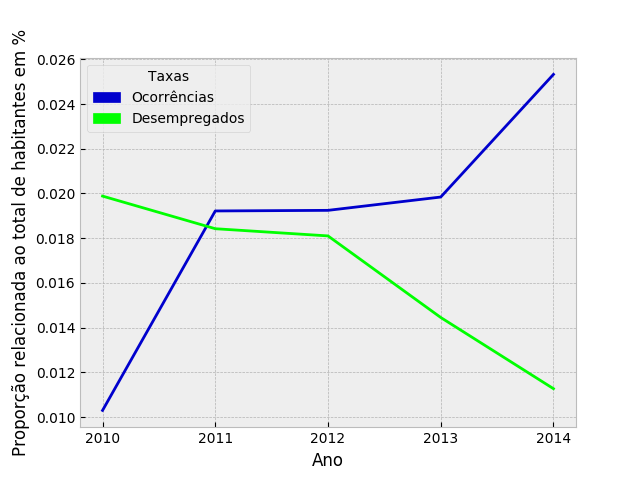 Proporção relacionada ao total de habitantes em %
0.026
0.024
0.022
0.020
0.018
0.016
0.014
0.012
0.010
Taxas
Ocorrências
Desempregados
2010 2011 2012 2013 2014
Ano